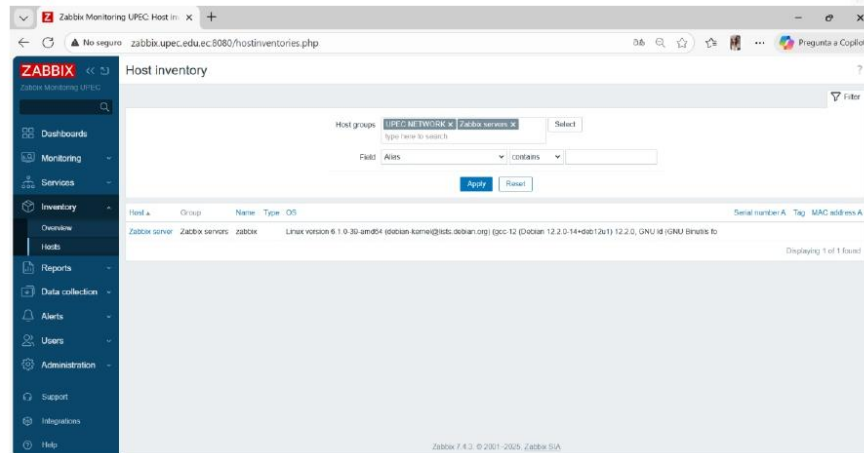 Zabbix Monitoring UPEC: Host In
No seguro zabbix.upec.edu.ec:8080/hostinventories.php
Pregunta a Copilot
ZABBIX
Zabbix Monitoring UPEC
Host inventory
?
Filter
Host groups UPEC NETWORK Zabbix servers Select
type here to search
Field Alias contains
Apply Reset
Dashboards
Monitoring
Services
Inventory
Overview
Hosts
Reports
Data collection
Alerts
Users
Administration
Support
Integrations
Help
Host Group Name Type OS Serial number A Tag MAC address A
Zabbix server Zabbix servers zabbix Linux version 6.1.0-39-amd64 (debian-kernel@lists.debian.org) (gcc-12 (Debian 12.2.0-14+deb12u1) 12.2.0, GNU ld (GNU Binutils fo
Displaying 1 of 1 found
Zabbix 7.4.3. © 2001–2025, Zabbix SIA